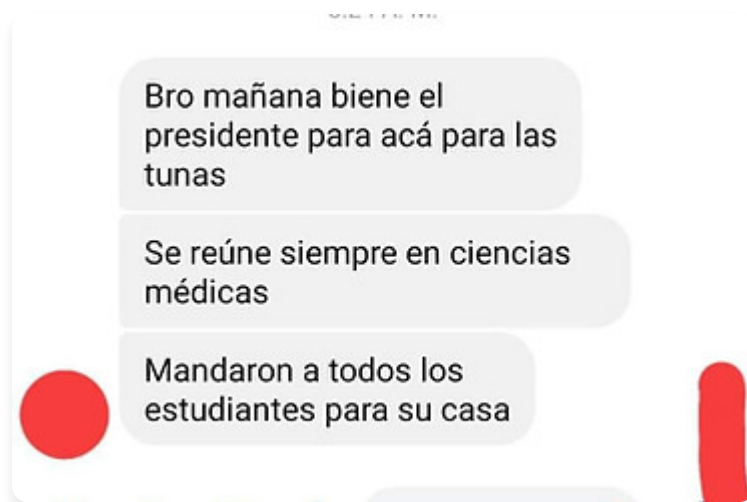 Bro mañana biene el
presidente para acá para las
tunas
Se reúne siempre en ciencias
médicas
Mandaron a todos los
estudiantes para su casa